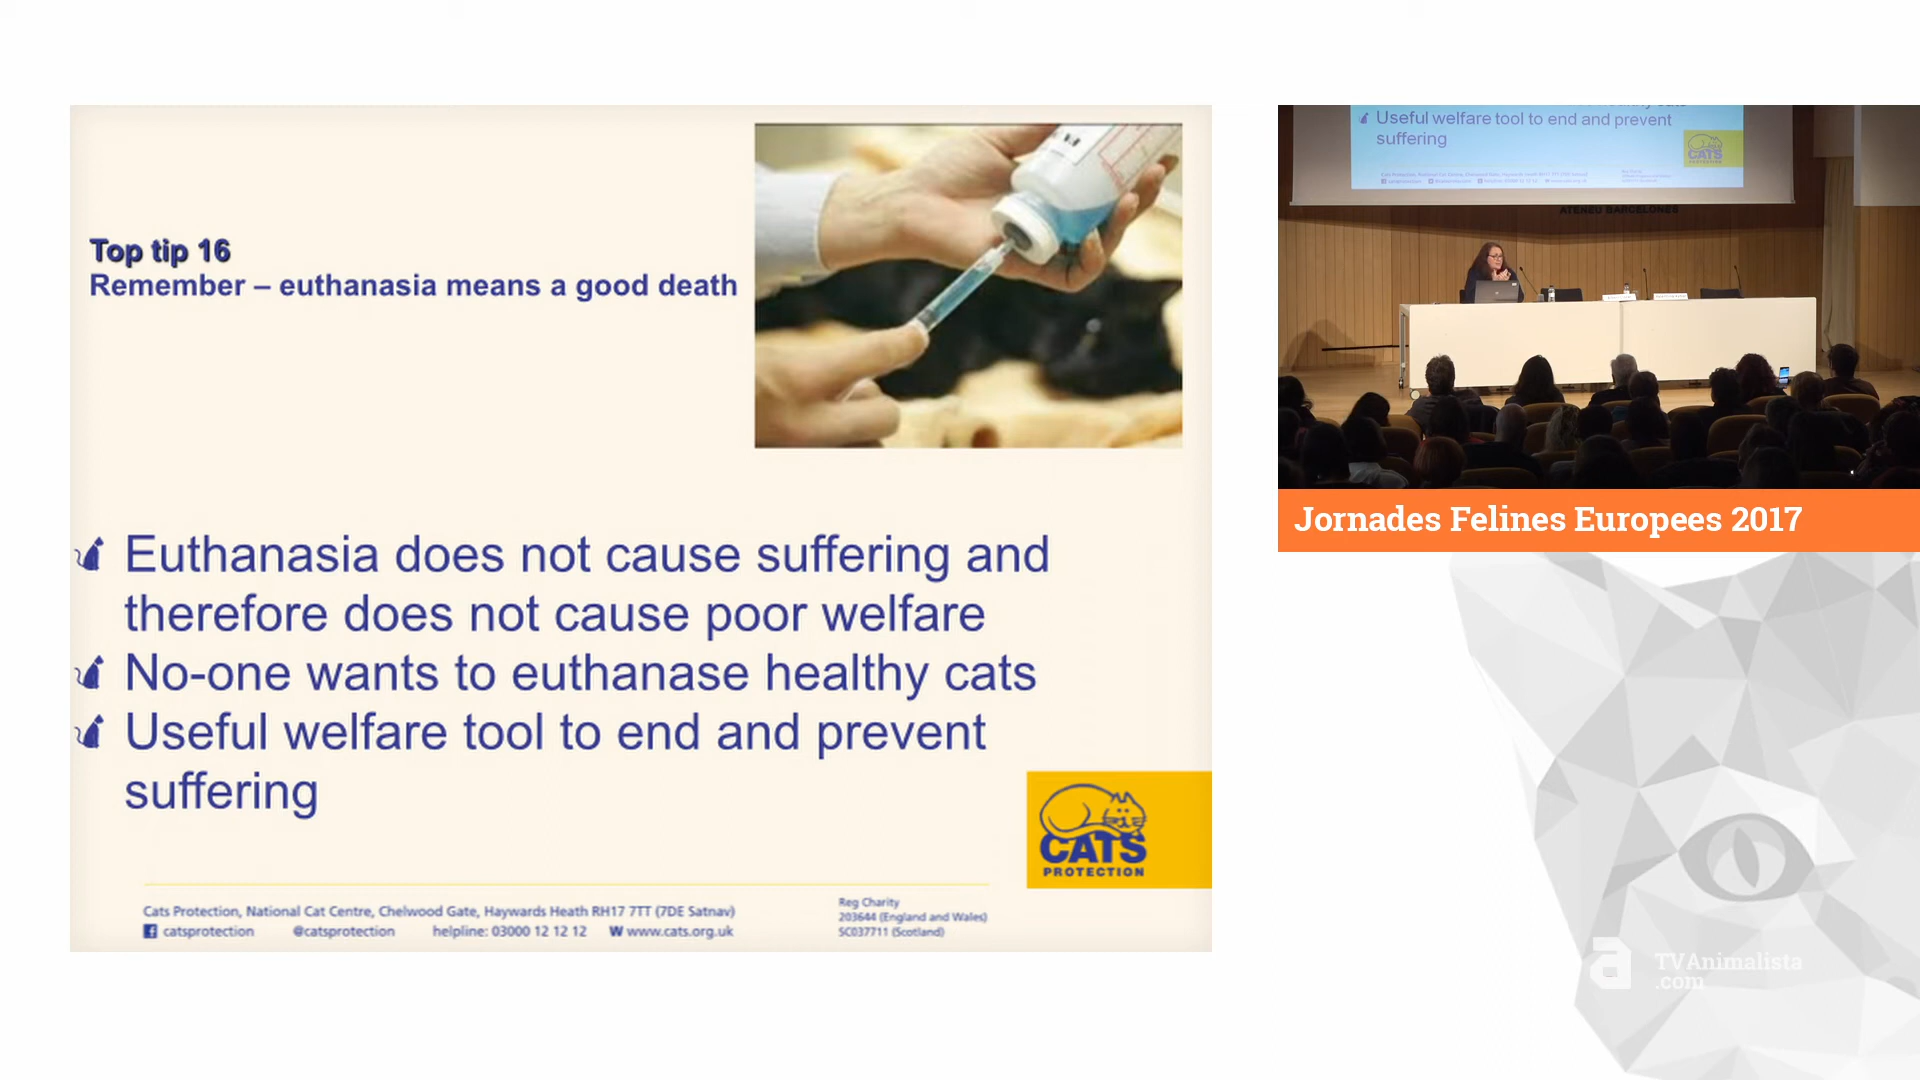 Top tip 16
Remember – euthanasia means a good death
Euthanasia does not cause suffering and
therefore does not cause poor welfare
No-one wants to euthanase healthy cats
Useful welfare tool to end and prevent
suffering
CATS
PROTECTION
Cats Protection, National Cat Centre, Chelwood Gate, Haywards Heath RH17 7TT (7DE Satnav)
catsprotection @catsprotection helpline: 03000 12 12 12 W www.cats.org.uk
Reg Charity
203644 (England and Wales)
SC037711 (Scotland)
Useful welfare tool to end and prevent
suffering
CATS
PROTECTION
ATENEU BARCELONÈS
Jornades Felines Europees 2017
a TVAnimalista
.com